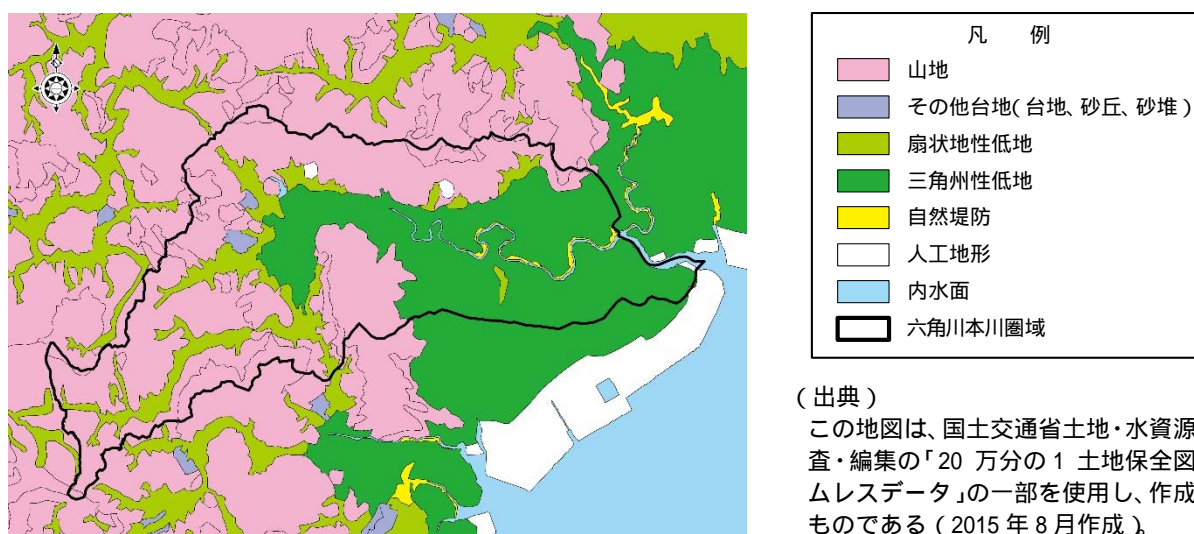 凡 例
山地
その他台地(台地、砂丘、砂堆)
扇状地性低地
三角州性低地
自然堤防
人工地形
内水面
六角川本川圏域
(出典)
この地図は、国土交通省土地・水資源
査・編集の「20 万分の1 土地保全図
ムレスデータ」の一部を使用し、作成
ものである(2015 年 8 月作成)。